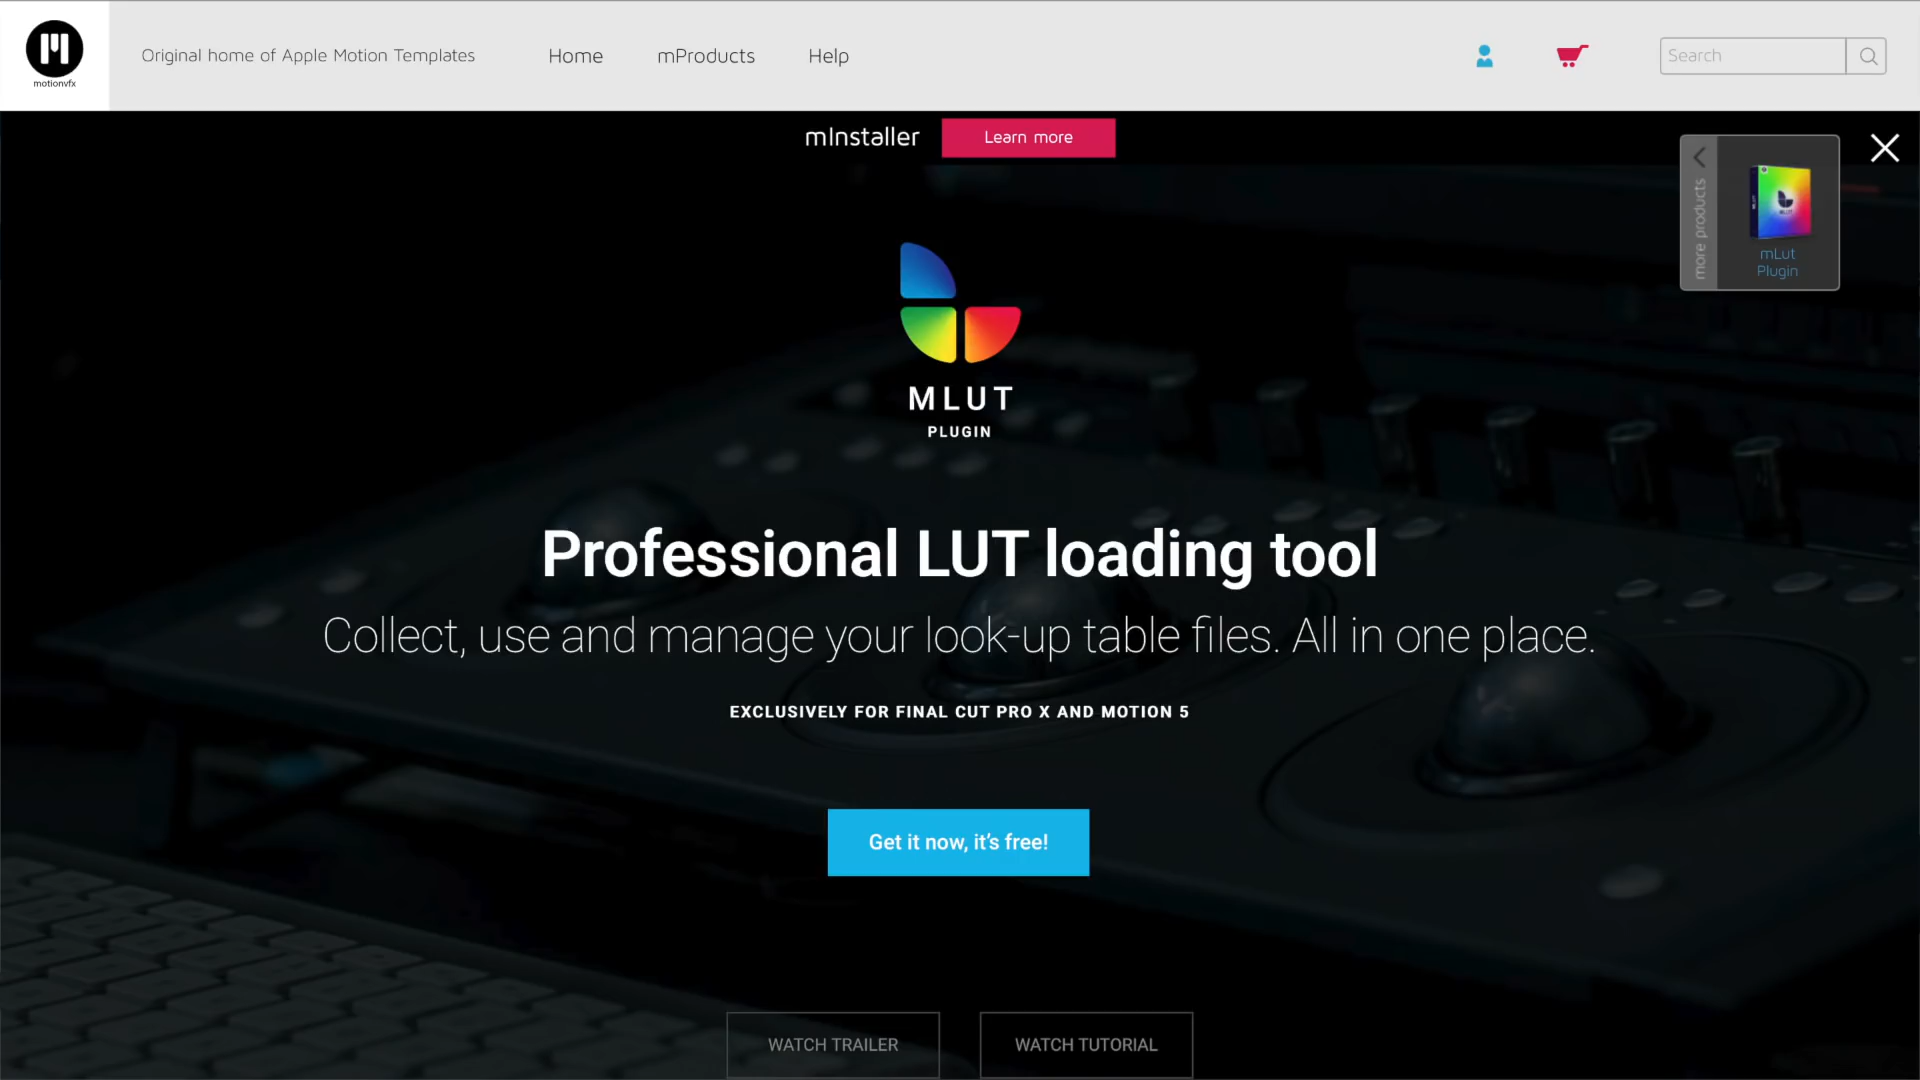 motionvfx
Original home of Apple Motion Templates
Home
mProducts
Help
Search
mInstaller
Learn more
more products
MLUT
mLut
Plugin
MLUT
PLUGIN
Professional LUT loading tool
Collect, use and manage your look-up table files. All in one place.
EXCLUSIVELY FOR FINAL CUT PRO X AND MOTION 5
Get it now, it's free!
WATCH TRAILER
WATCH TUTORIAL